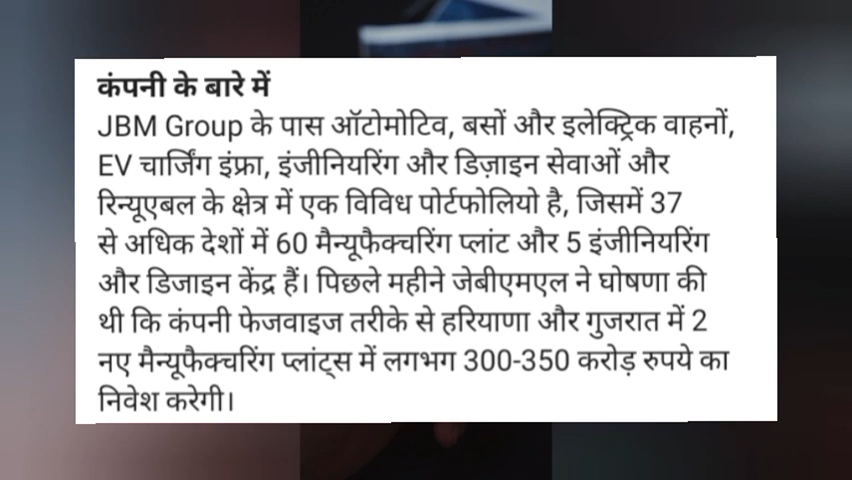 कंपनी के बारे में
JBM Group के पास ऑटोमोटिव, बसों और इलेक्ट्रिक वाहनों,
EV चार्जिंग इंफ्रा, इंजीनियरिंग और डिज़ाइन सेवाओं और
रिन्यूएबल के क्षेत्र में एक विविध पोर्टफोलियो है, जिसमें 37
से अधिक देशों में 60 मैन्यूफैक्चरिंग प्लांट और 5 इंजीनियरिंग
और डिजाइन केंद्र हैं। पिछले महीने जेबीएमएल ने घोषणा की
थी कि कंपनी फेजवाइज तरीके से हरियाणा और गुजरात में 2
नए मैन्यूफैक्चरिंग प्लांट्स में लगभग 300-350 करोड़ रुपये का
निवेश करेगी।